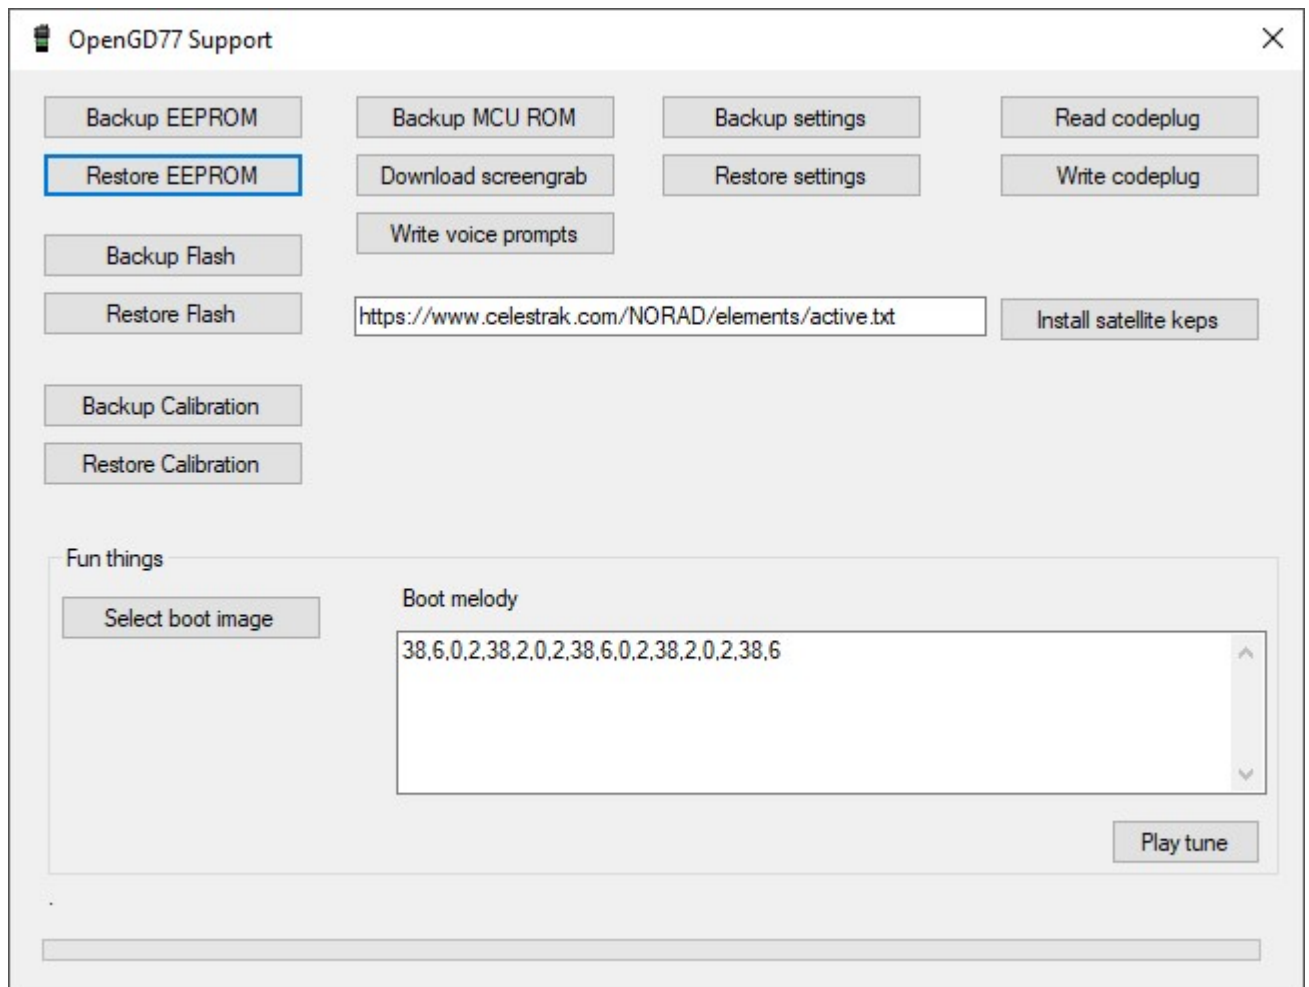 OpenGD77 Support
Backup EEPROM
Backup MCU ROM
Backup settings
Read codeplug
Restore EEPROM
Download screengrab
Restore settings
Write codeplug
Write voice prompts
Backup Flash
Restore Flash
https://www.celestrak.com/NORAD/elements/active.txt
Install satellite keps
Backup Calibration
Restore Calibration
Fun things
Select boot image
Boot melody
38,6,0,2,38,2,0,2,38,6,0,2,38,2,0,2,38,6
Play tune
.